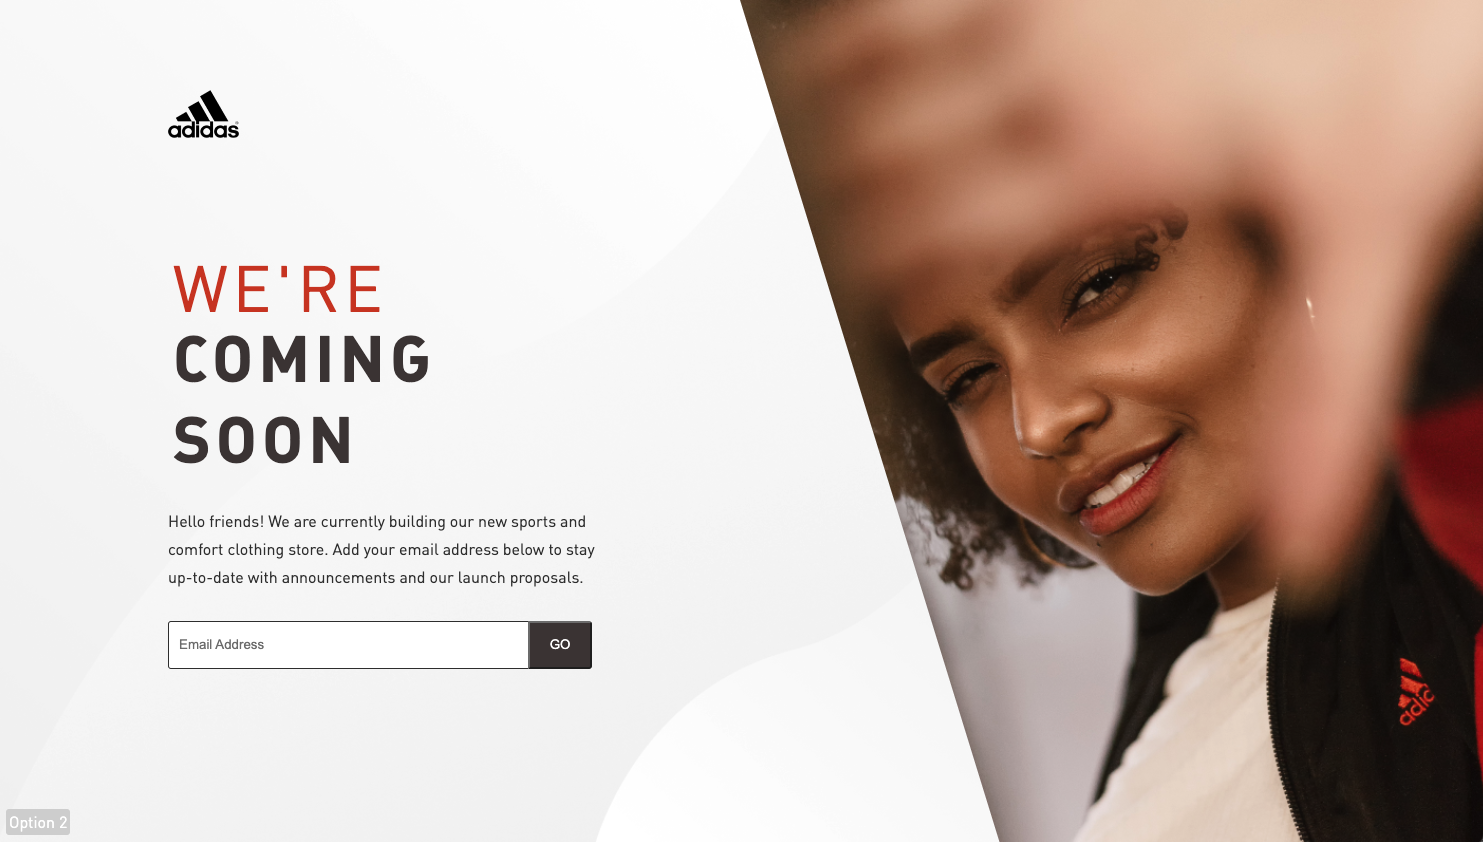 adidas
WE'RE
COMING
SOON
Hello friends! We are currently building our new sports and
comfort clothing store. Add your email address below to stay
up-to-date with announcements and our launch proposals.
Email Address
GO
adidas
Option 2